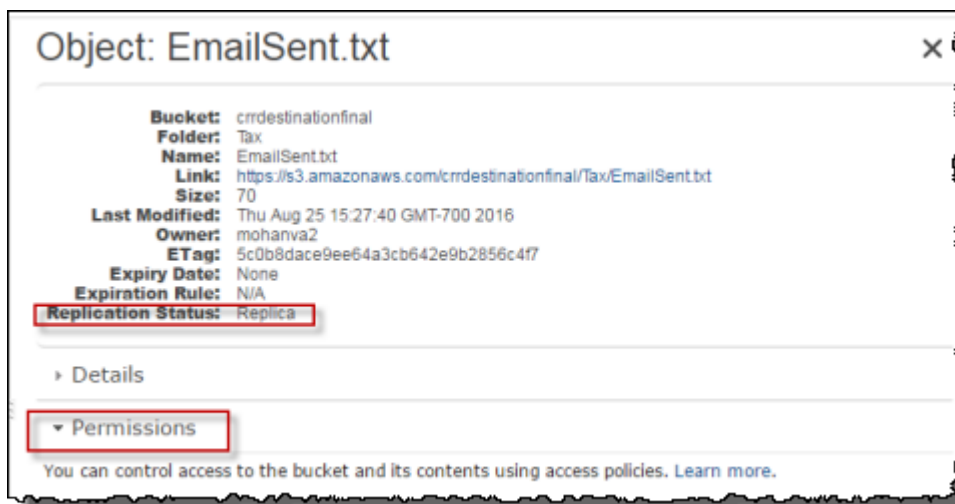 Object: EmailSent.txt
Bucket: crrdestinationfinal
Folder: Tax
Name: EmailSent.txt
Link: https://s3.amazonaws.com/crrdestinationfinal/Tax/EmailSent.txt
Size: 70
Last Modified: Thu Aug 25 15:27:40 GMT-700 2016
Owner: mohanva2
ETag: 5c0b8dace9ee64a3cb642e9b2856c4f7
Expiry Date: None
Expiration Rule: N/A
Replication Status: Replica
Details
Permissions
You can control access to the bucket and its contents using access policies. Learn more.